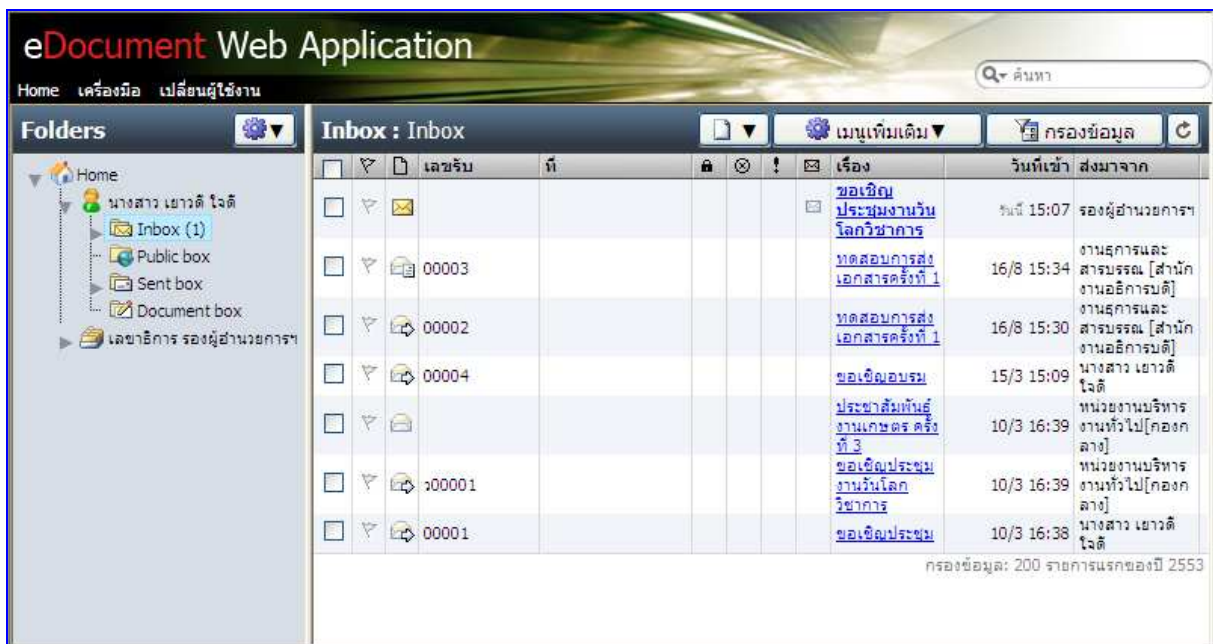 eDocument Web Application
Home เครื่องมือ เปลี่ยนผู้ใช้งาน
ค้นหา
Folders
Home
นางสาว เยาวดี ใจดี
Inbox (1)
Public box
Sent box
Document box
เลขาธิการ รองผู้อำนวยการฯ
Inbox : Inbox
เมนูเพิ่มเติม
กรองข้อมูล
เลขรับ ที่ เรื่อง วันที่เข้า ส่งมาจาก
ขอเชิญ
ประชุมงานวัน
โลกวิชาการ
วันนี้ 15:07 รองผู้อำนวยการฯ
00003
ทดสอบการส่ง
เอกสารครั้งที่ 1
16/8 15:34
งานธุรการและ
สารบรรณ [สำนัก
งานอธิการบดี]
00002
ทดสอบการส่ง
เอกสารครั้งที่ 1
16/8 15:30
งานธุรการและ
สารบรรณ [สำนัก
งานอธิการบดี]
00004
ขอเชิญอบรม
15/3 15:09
นางสาว เยาวดี
ใจดี
ประชาสัมพันธ์
งานเกษตร ครั้ง
ที่ 3
10/3 16:39
หน่วยงานบริหาร
งานทั่วไป[กองก
ลาง]
ว00001
ขอเชิญประชุม
งานวันโลก
วิชาการ
10/3 16:39
หน่วยงานบริหาร
งานทั่วไป[กองก
ลาง]
00001
ขอเชิญประชุม
10/3 16:38
นางสาว เยาวดี
ใจดี
กรองข้อมูล: 200 รายการแรกของปี 2553